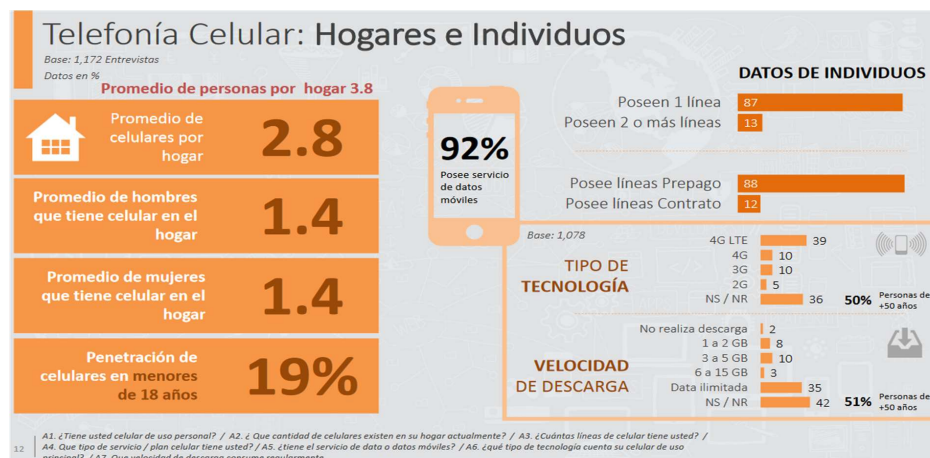 Telefonía Celular: Hogares e Individuos
Base: 1,172 Entrevistas
Datos en %
Promedio de personas por hogar 3.8
Promedio de
celulares por
hogar
2.8
Promedio de hombres
que tiene celular en el
hogar
1.4
Promedio de mujeres
que tiene celular en el
hogar
1.4
Penetración de
celulares en menores
de 18 años
19%
92%
Posee servicio
de datos
móviles
DATOS DE INDIVIDUOS
Poseen 1 línea 87
Poseen 2 o más líneas 13
Posee líneas Prepago 88
Posee líneas Contrato 12
Base: 1,078
TIPO DE
TECNOLOGÍA
4G LTE 39
4G 10
3G 10
2G 5
NS / NR 36 50% Personas de
+50 años
VELOCIDAD
DE DESCARGA
No realiza descarga 2
1 a 2 GB 8
3 a 5 GB 10
6 a 15 GB 3
Data ilimitada 35
NS / NR 42 51% Personas de
+50 años
12
A1. ¿Tiene usted celular de uso personal? / A2. ¿ Que cantidad de celulares existen en su hogar actualmente? / A3. ¿Cuántas líneas de celular tiene usted? /
A4. Que tipo de servicio / plan celular tiene usted? / A5. ¿tiene el servicio de data o datos móviles? / A6. ¿qué tipo de tecnología cuenta su celular de uso
principal? / A7. Que velocidad de descarga consume regularmente